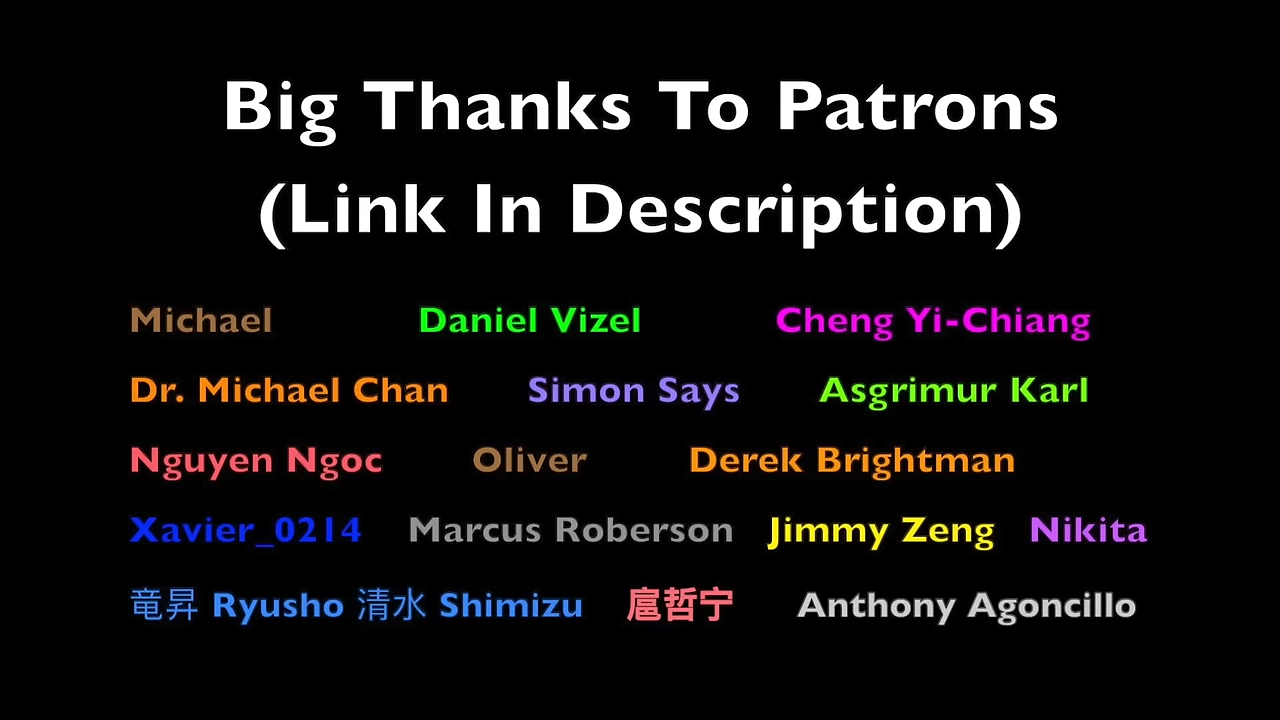 Big Thanks To Patrons
(Link In Description)
Michael Daniel Vizel Cheng Yi-Chiang
Dr. Michael Chan Simon Says Asgrimur Karl
Nguyen Ngoc Oliver Derek Brightman
Xavier_0214 Marcus Roberson Jimmy Zeng Nikita
竜昇 Ryusho 清水 Shimizu 扈哲宁 Anthony Agoncillo